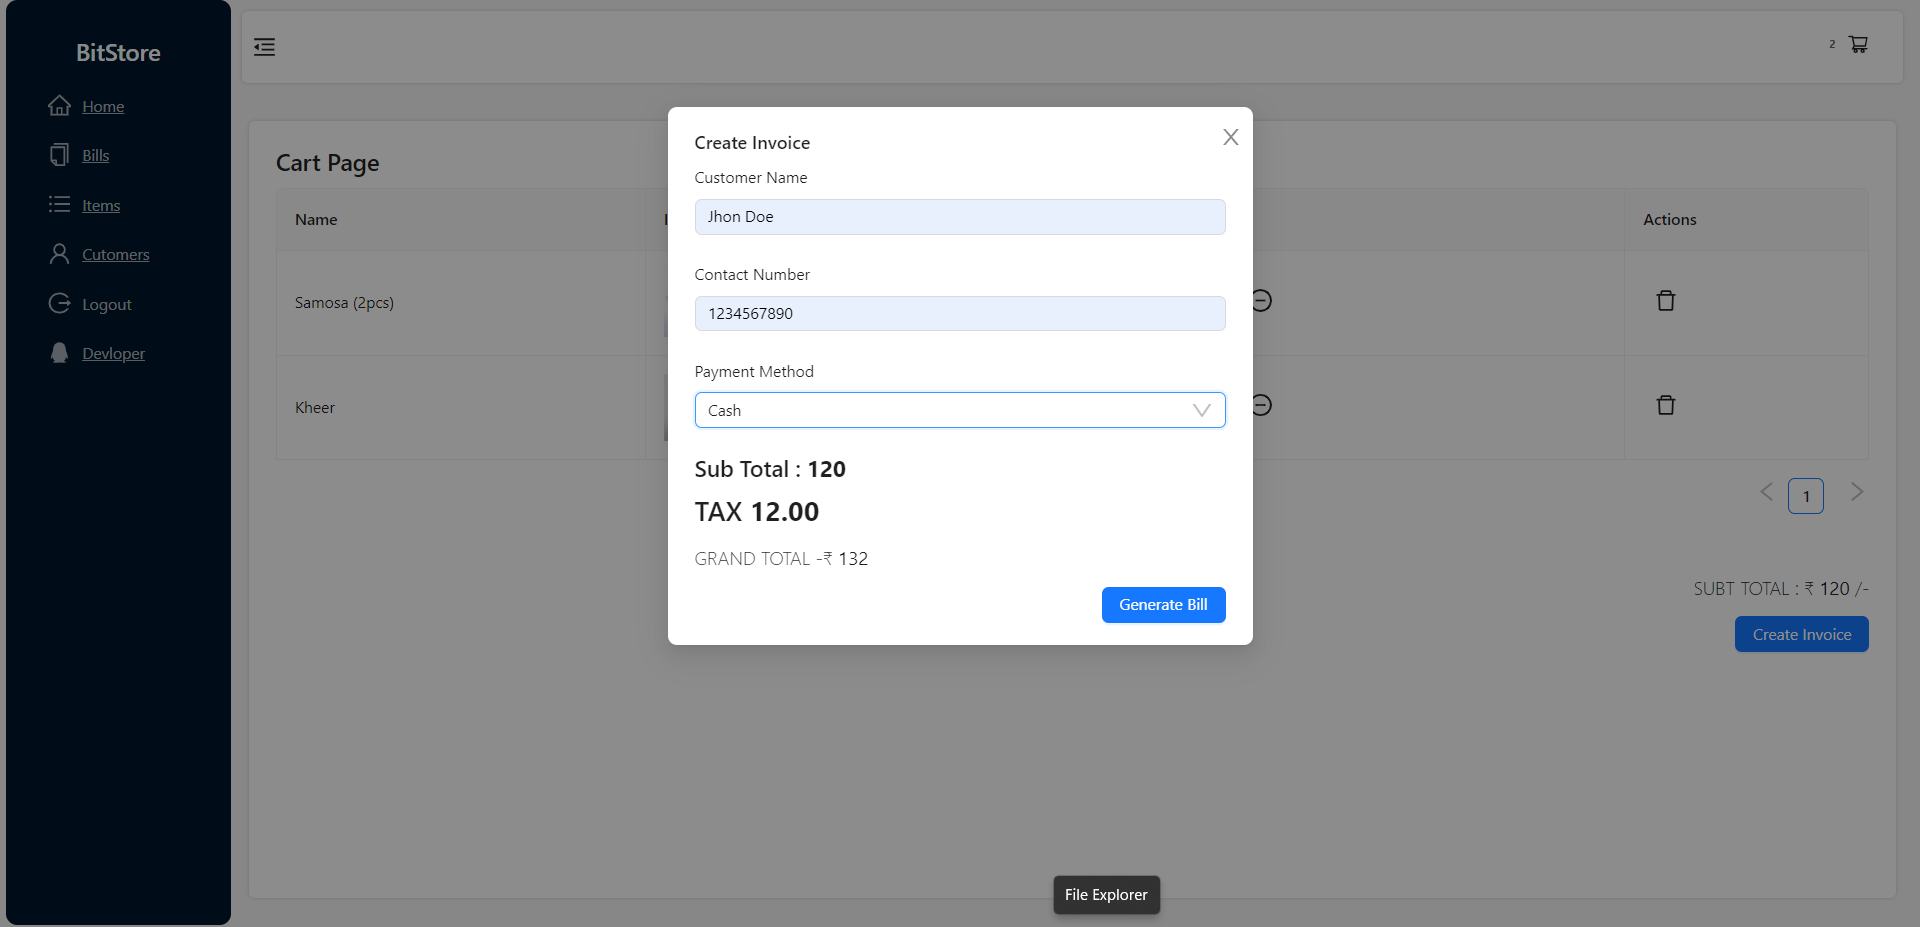 BitStore
Home
Bills
Items
Cutomers
Logout
Devloper
2
Cart Page
Name
Actions
Samosa (2pcs)
Kheer
1
SUBT TOTAL : ₹ 120 /-
Create Invoice
Create Invoice
Customer Name
Jhon Doe
Contact Number
1234567890
Payment Method
Cash
Sub Total : 120
TAX 12.00
GRAND TOTAL -₹ 132
Generate Bill
File Explorer